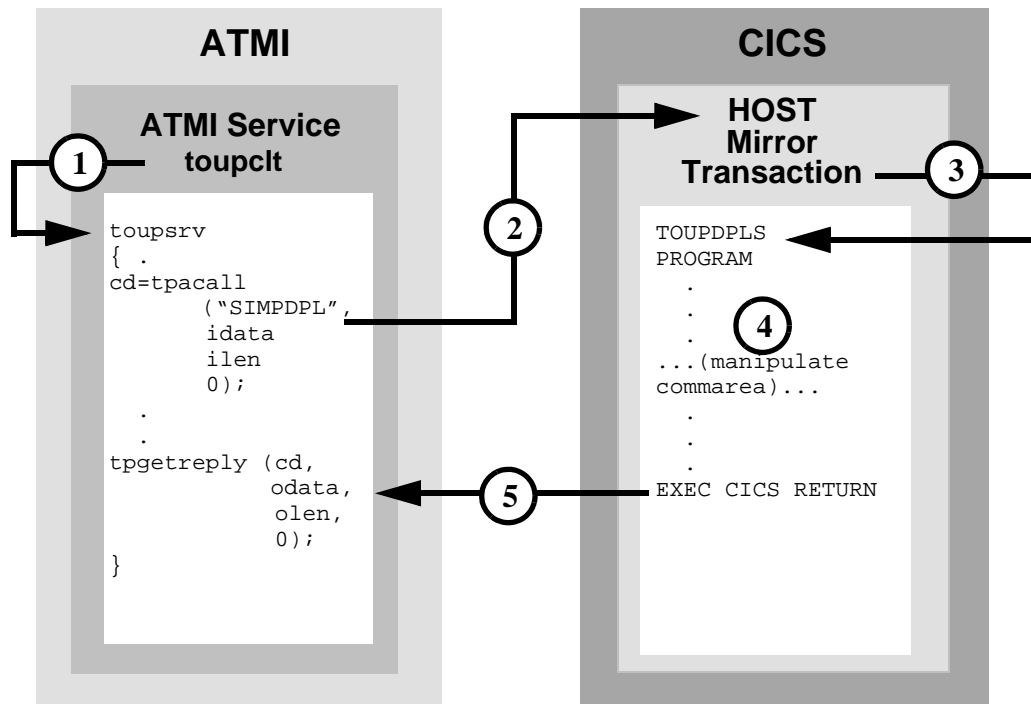 ATMI
ATMI Service
toupclt
1
toupsrv
{ .
cd=tpacall
(“SIMPDPL”,
idata
ilen
0);
.
.
tpgetreply (cd,
odata,
olen,
0);
}
2
5
CICS
HOST
Mirror
Transaction
3
TOUPDPLS
PROGRAM
.
.
.
4
...(manipulate
commarea)...
.
.
.
EXEC CICS RETURN